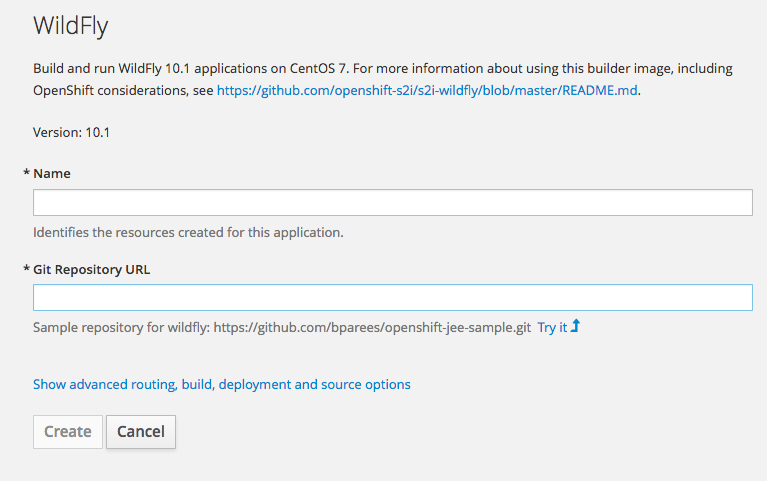 WildFly
Build and run WildFly 10.1 applications on CentOS 7. For more information about using this builder image, including
OpenShift considerations, see https://github.com/openshift-s2i/s2i-wildfly/blob/master/README.md.
Version: 10.1
* Name
Identifies the resources created for this application.
* Git Repository URL
Sample repository for wildfly: https://github.com/bparees/openshift-jee-sample.git Try it
Show advanced routing, build, deployment and source options
Create Cancel